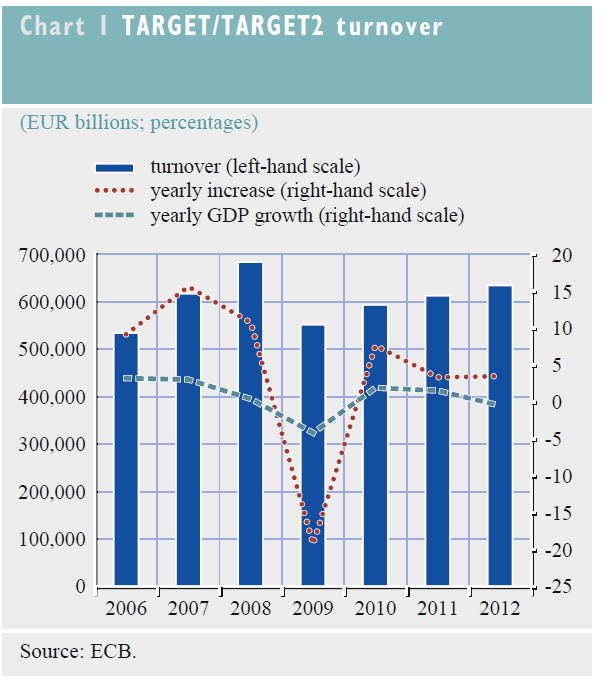 Chart 1 TARGET/TARGET2 turnover
(EUR billions; percentages)
turnover (left-hand scale)
yearly increase (right-hand scale)
yearly GDP growth (right-hand scale)
700,000 20
600,000 15
500,000 10
400,000 5
300,000 0
200,000 -5
100,000 -10
0 -15
-20
-25
2006 2007 2008 2009 2010 2011 2012
Source: ECB.